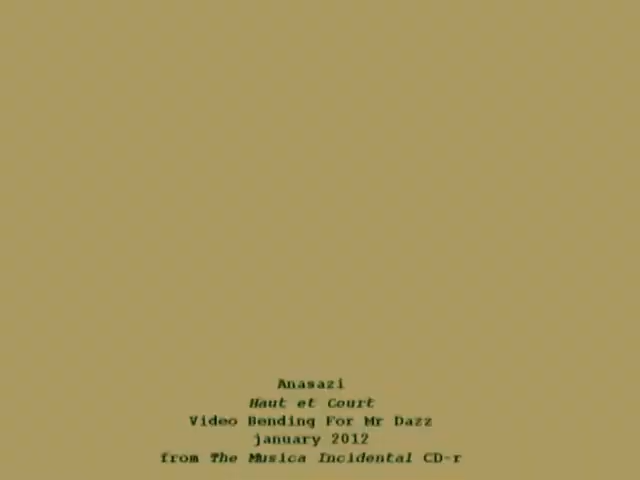 Anasazi
Haut et Court
Video Bending For Mr Dazz
january 2012
from The Musica Incidental CD-r